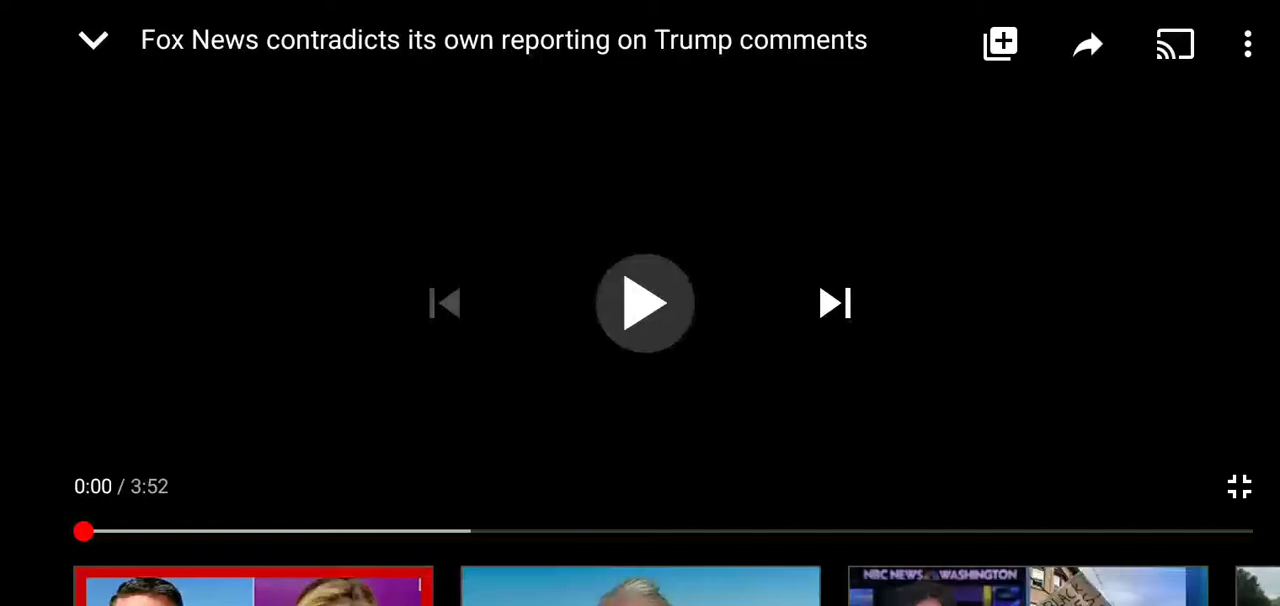 Fox News contradicts its own reporting on Trump comments
0:00 / 3:52
NBC NEWS WASHINGTON